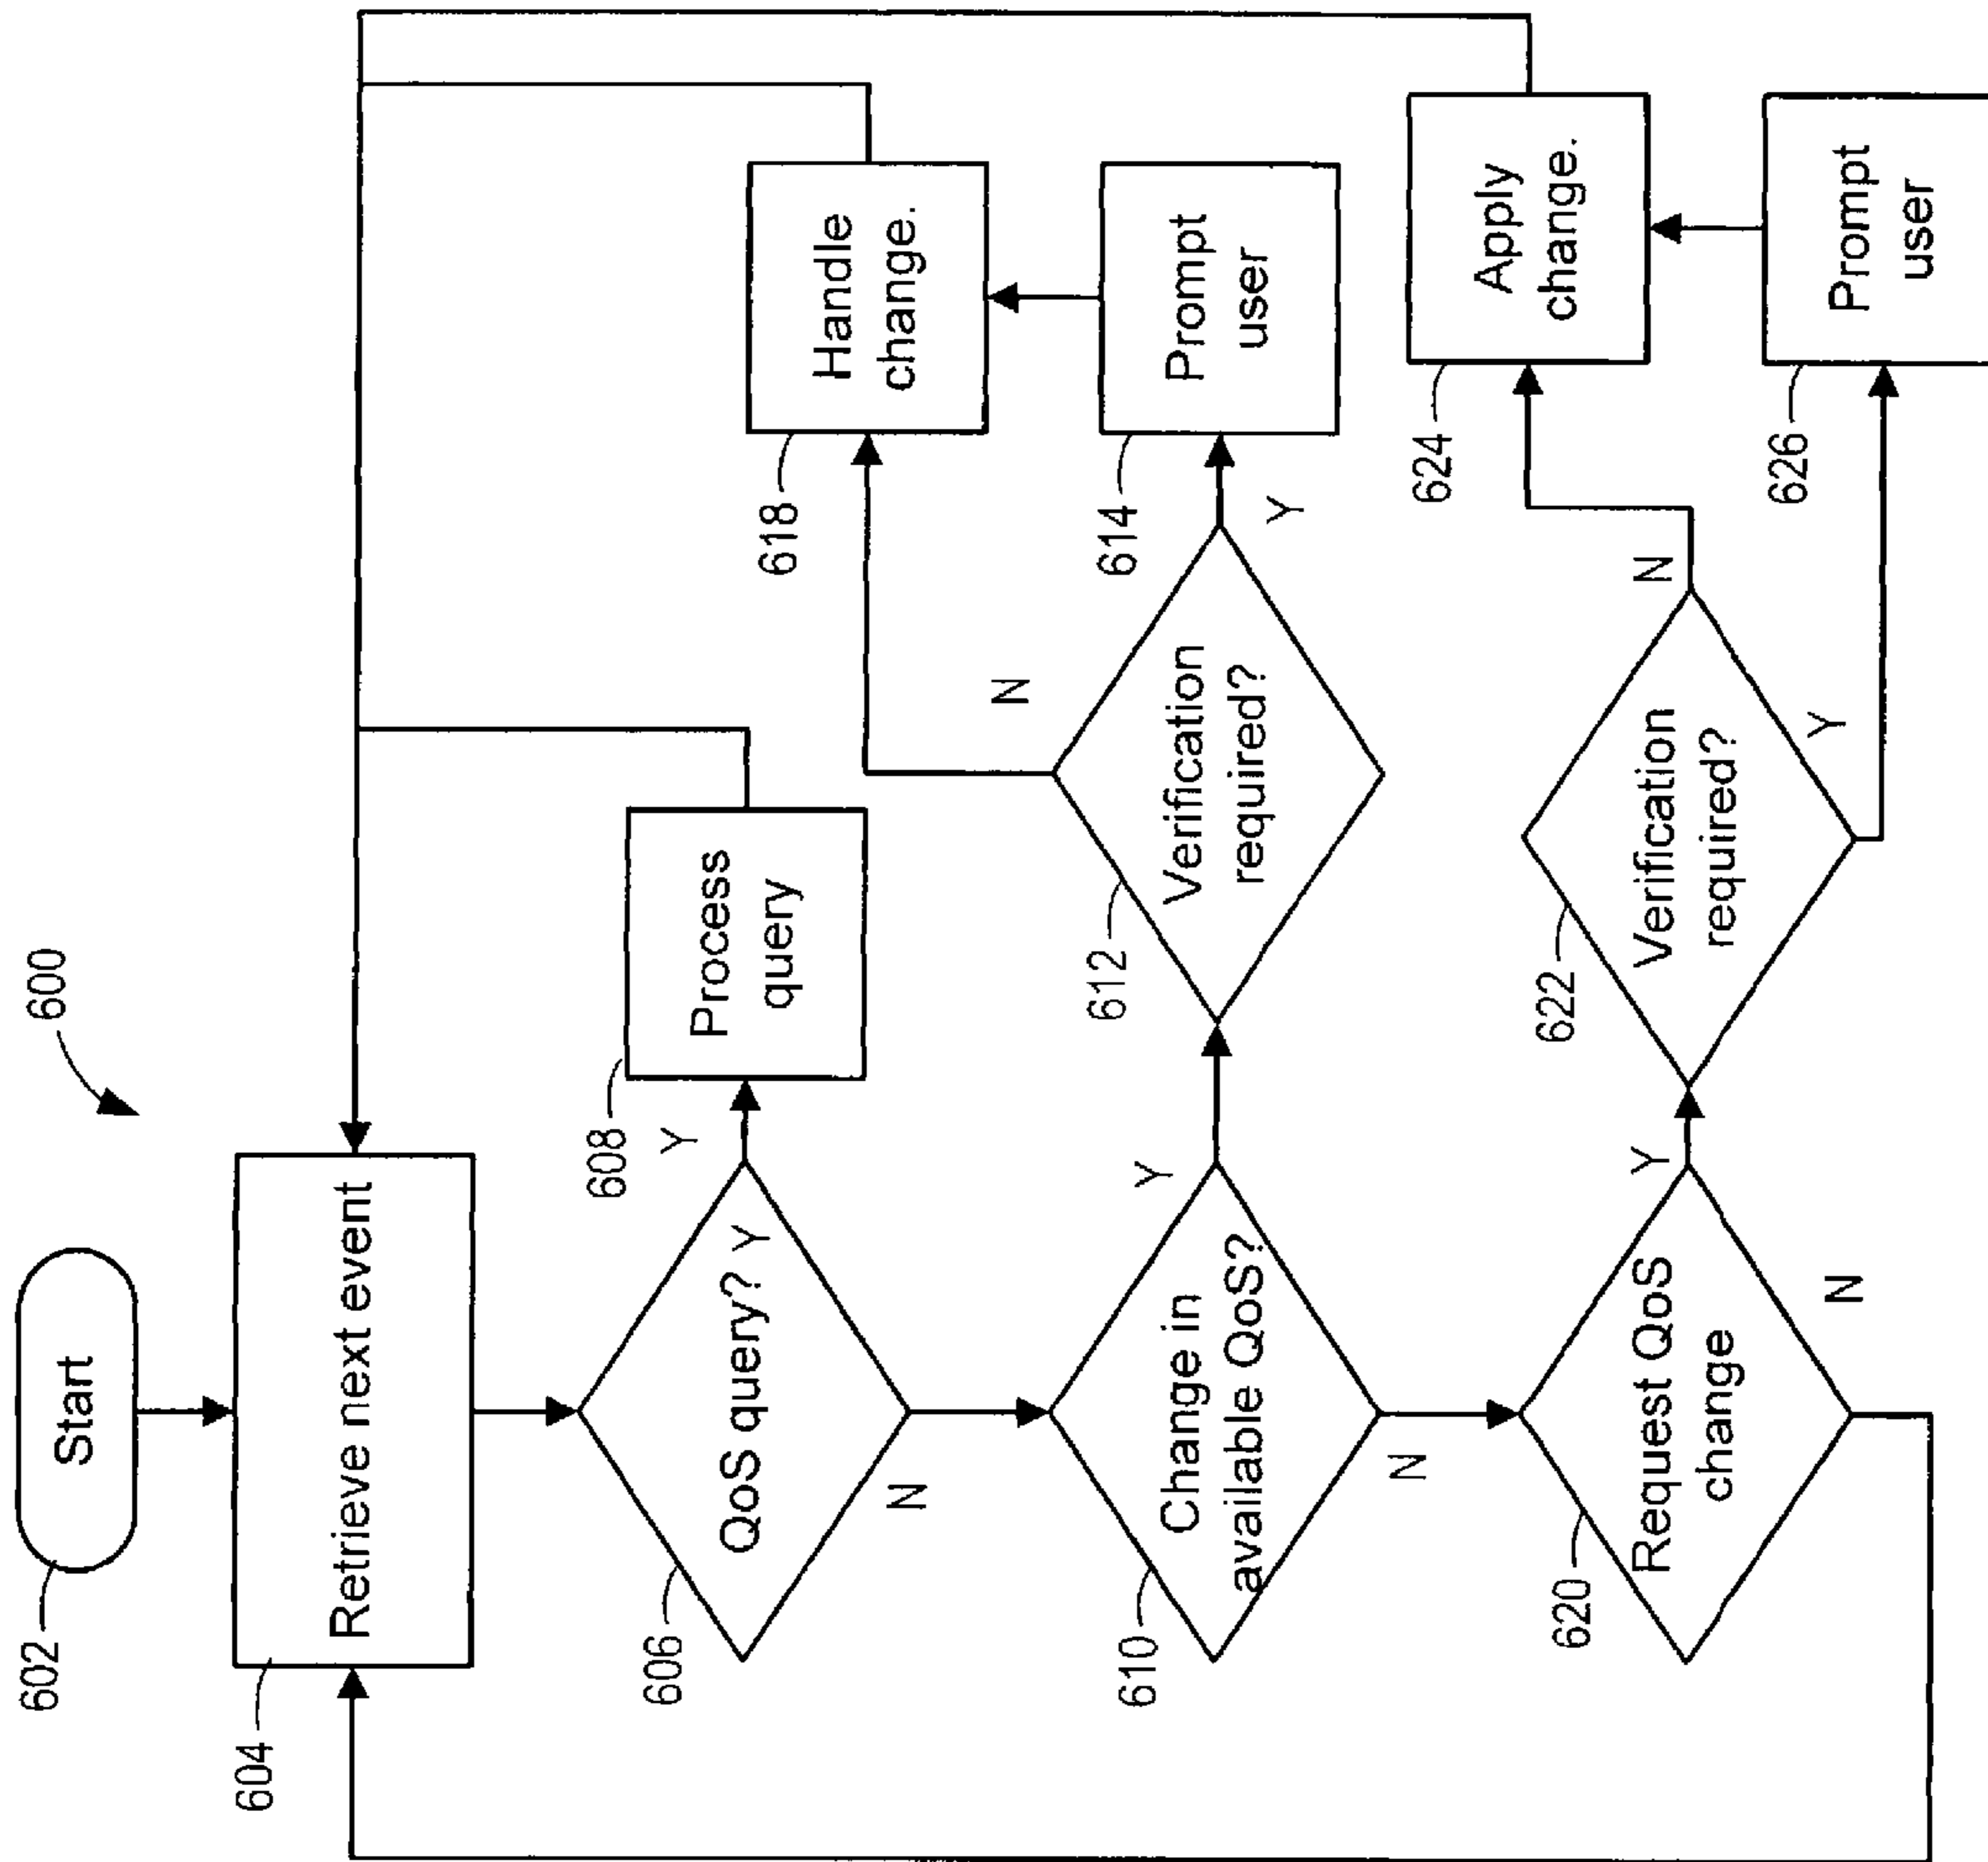 600
602
Start
604
Retrieve next event
606
QoS query? Y
Y
N
608
Process
query
610
Change in
available QoS?
Y
N
612
Verification
required?
N
Y
618
Handle
change.
614
Prompt
user
620
Request QoS
change
Y
N
622
Verification
required?
N
Y
624
Apply
change.
626
Prompt
user